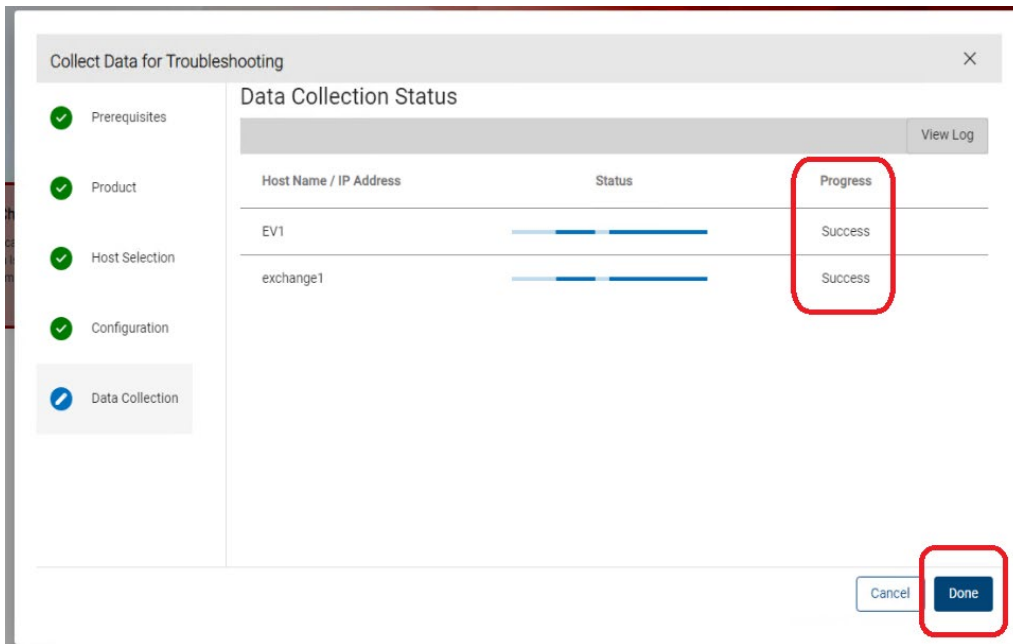 Collect Data for Troubleshooting
Prerequisites
Product
Host Selection
Configuration
Data Collection
Data Collection Status
View Log
Host Name / IP Address Status Progress
EV1 Success
exchange1 Success
Cancel Done